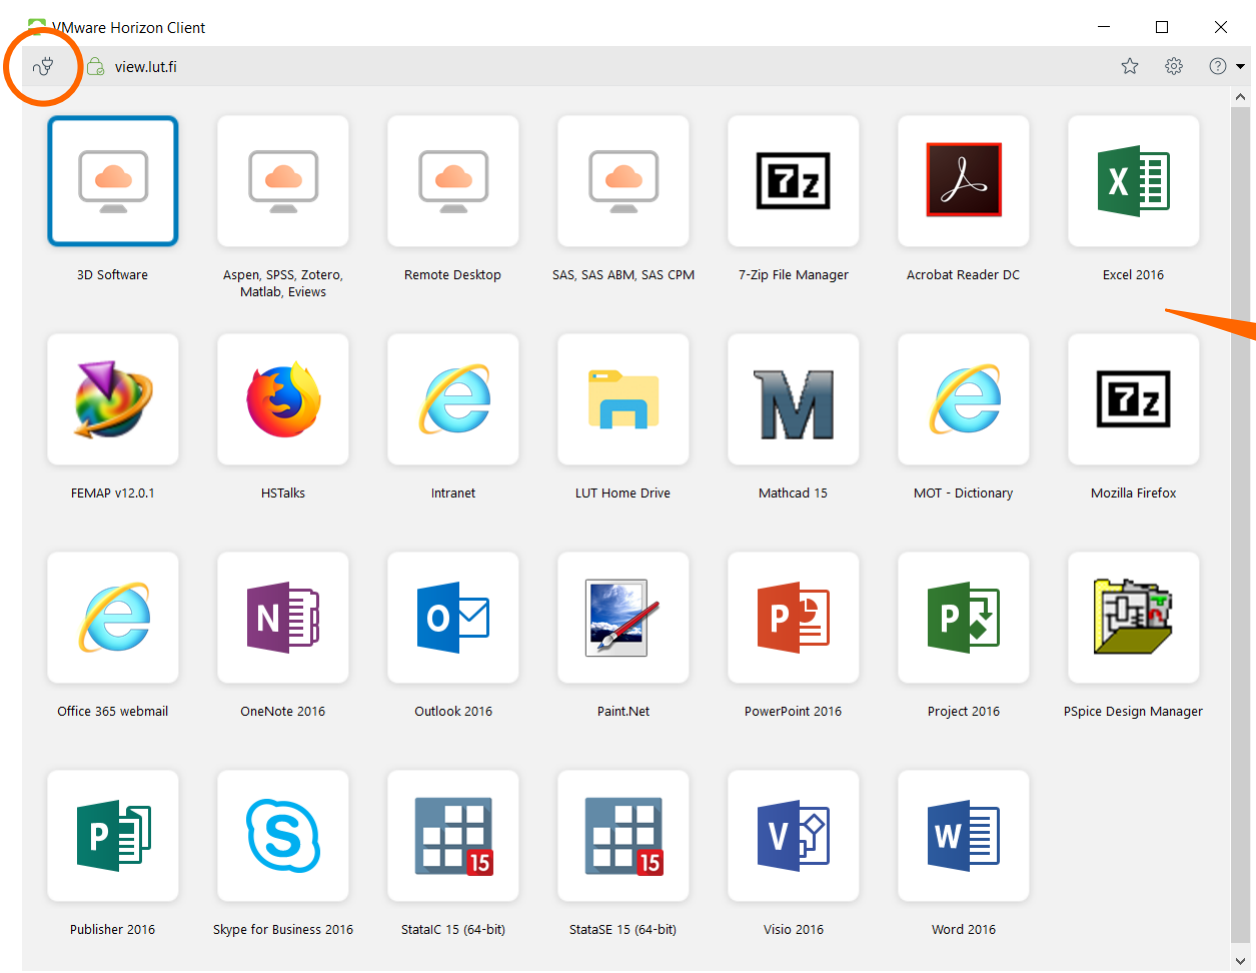 VMware Horizon Client
view.lut.fi
3D Software
Aspen, SPSS, Zotero,
Matlab, Eviews
Remote Desktop
SAS, SAS ABM, SAS CPM
7z
7-Zip File Manager
Acrobat Reader DC
X
Excel 2016
FEMAP v12.0.1
HSTalks
Intranet
LUT Home Drive
M
Mathcad 15
MOT - Dictionary
7z
Mozilla Firefox
Office 365 webmail
N
OneNote 2016
O
Outlook 2016
Paint.Net
P
PowerPoint 2016
P
Project 2016
PSpice Design Manager
P
Publisher 2016
S
Skype for Business 2016
15
StataIC 15 (64-bit)
15
StataSE 15 (64-bit)
V
Visio 2016
W
Word 2016